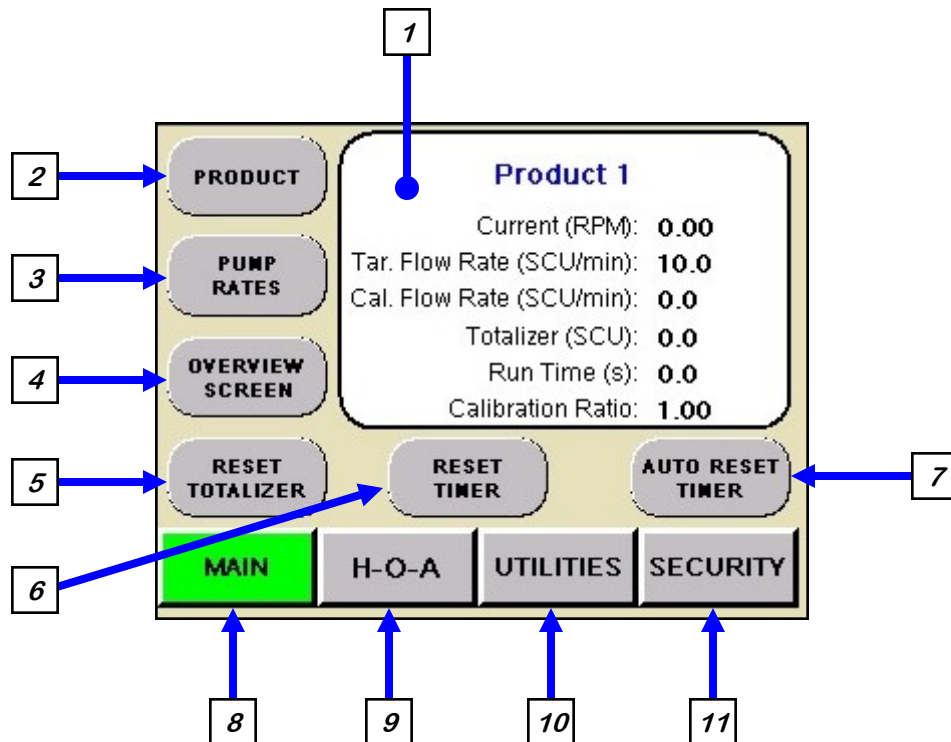 1
2
PRODUCT
Product 1
Current (RPM): 0.00
3
PUMP
RATES
Tar. Flow Rate (SCU/min): 10.0
Cal. Flow Rate (SCU/min): 0.0
Totalizer (SCU): 0.0
4
OVERVIEW
SCREEN
Run Time (s): 0.0
Calibration Ratio: 1.00
5
RESET
TOTALIZER
RESET
TIMER
AUTO RESET
TIMER
7
6
MAIN
H-O-A
UTILITIES
SECURITY
8
9
10
11